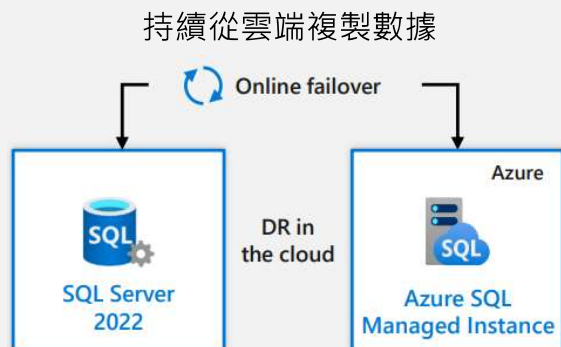 持續從雲端複製數據
Online failover
Azure
SQL
SQL Server
2022
DR in
the cloud
SQL
Azure SQL
Managed Instance